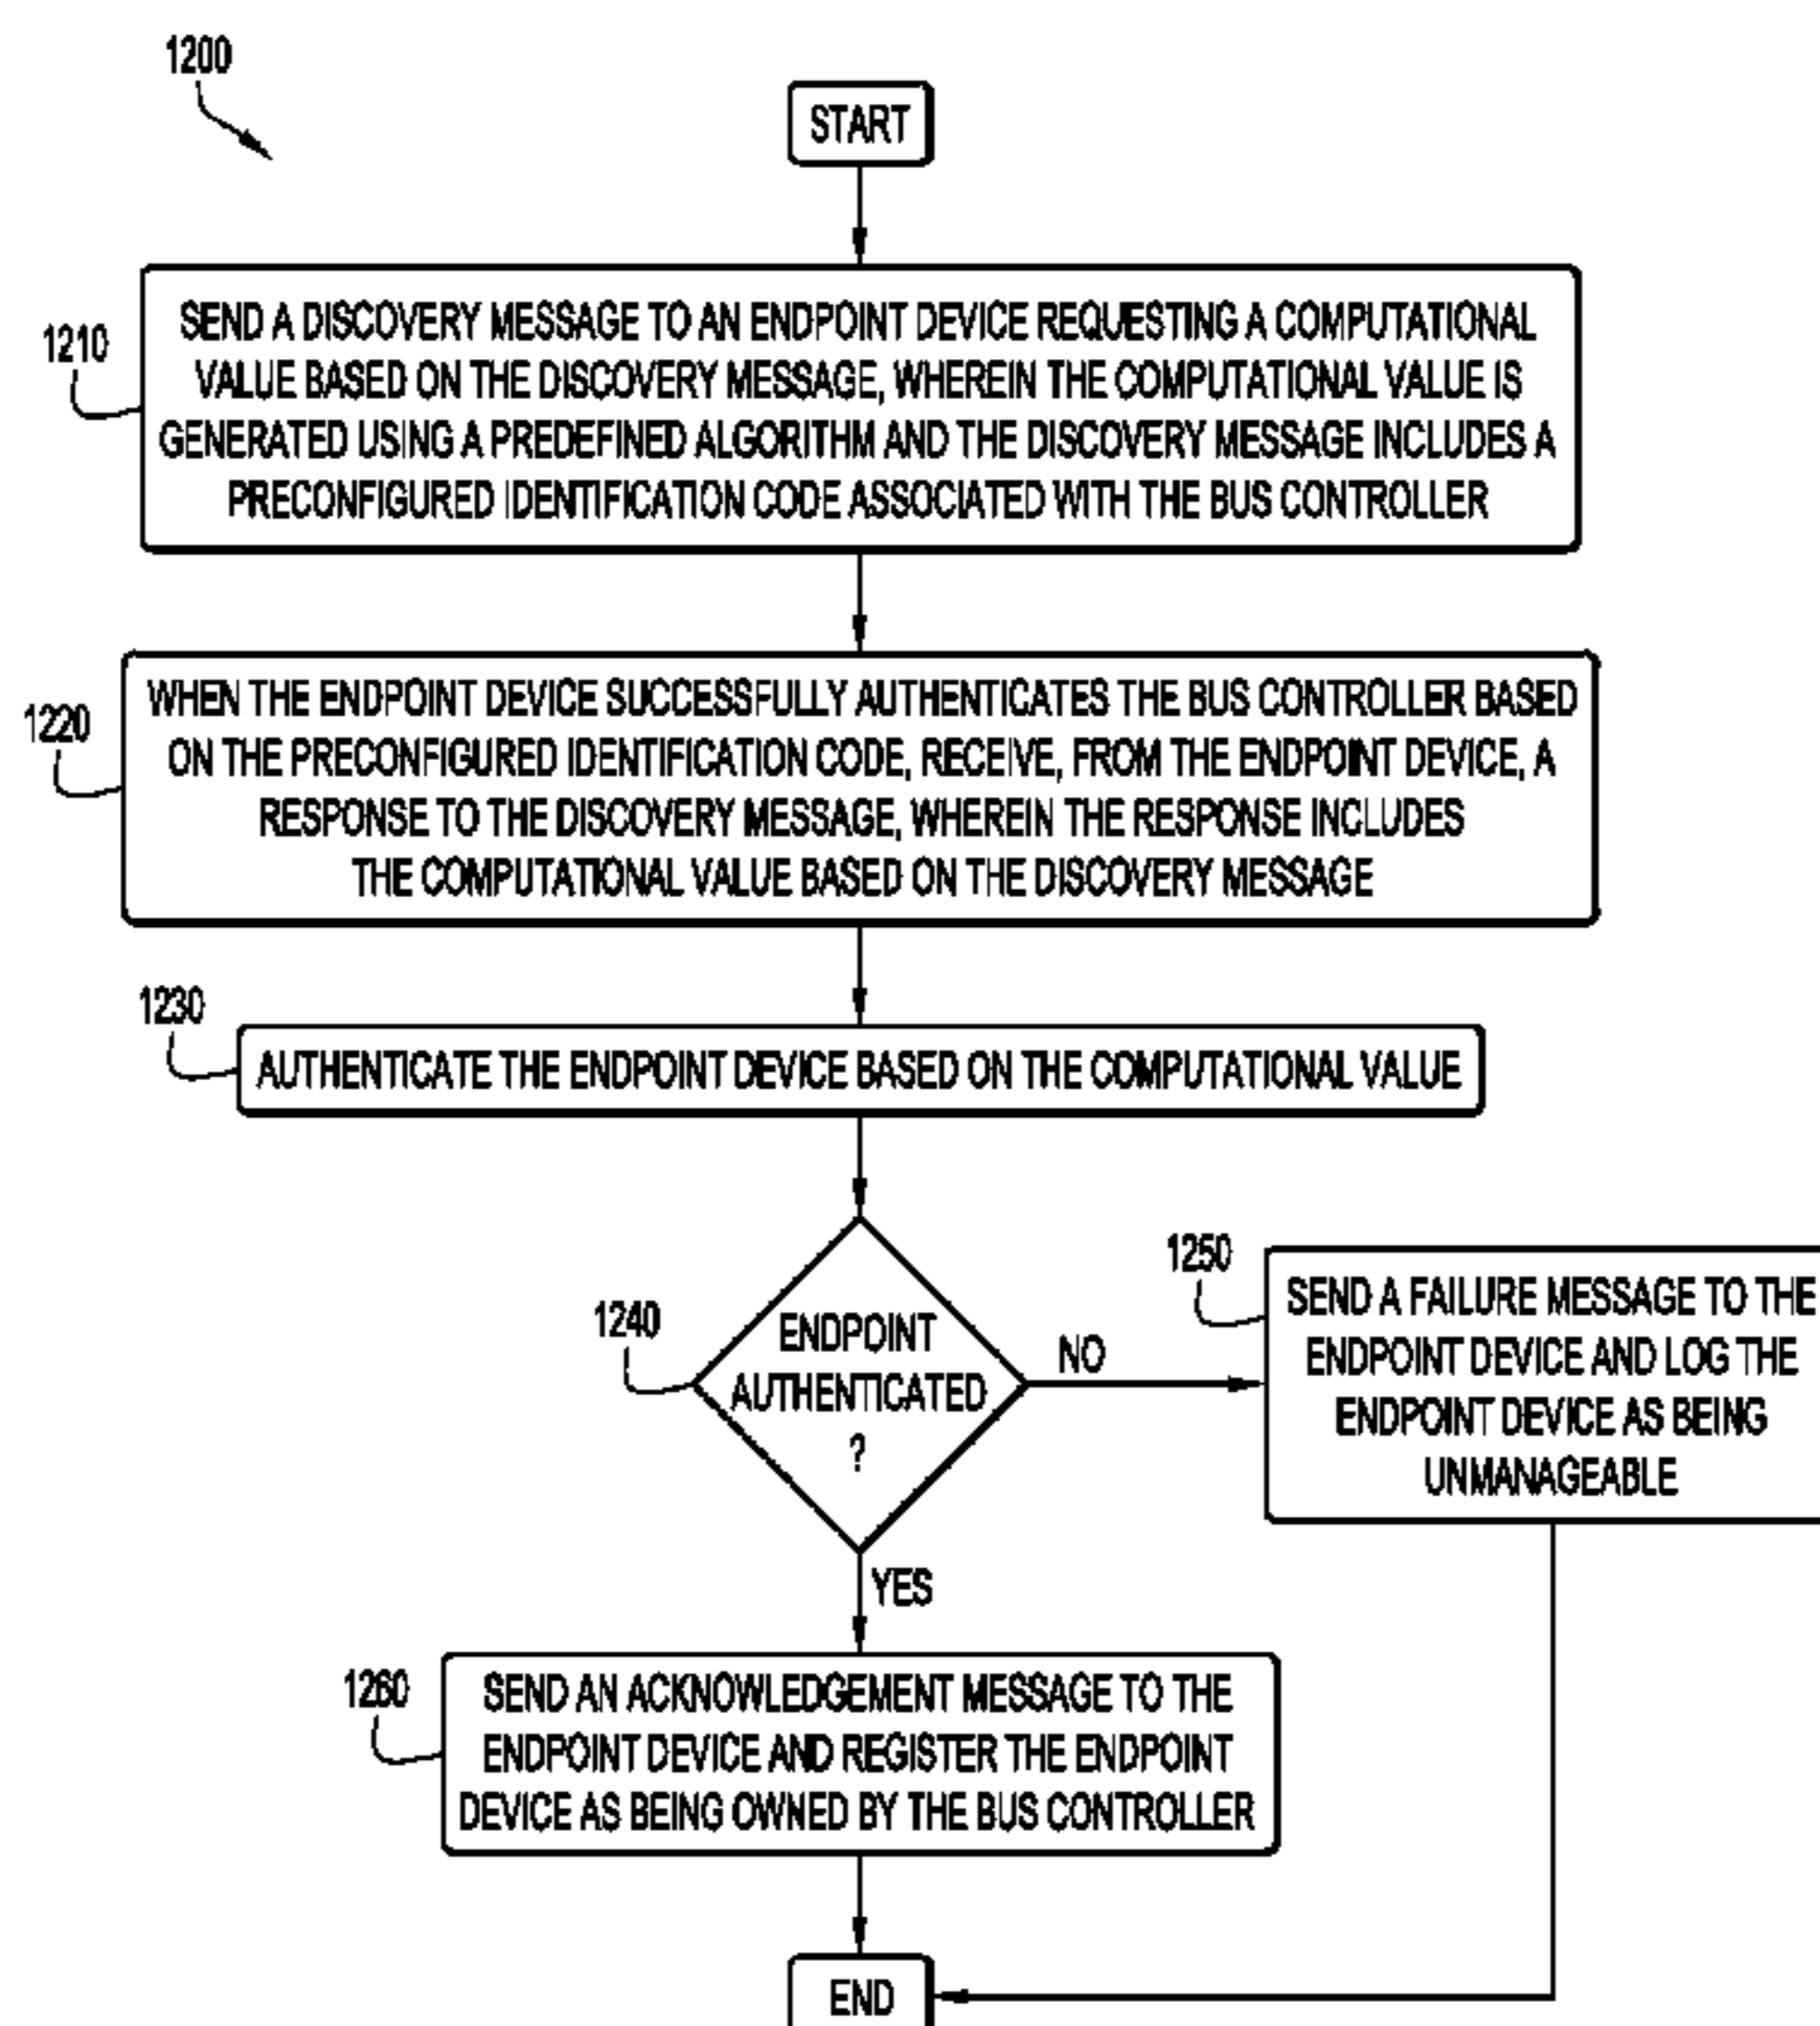 1200
START
1210
SEND A DISCOVERY MESSAGE TO AN ENDPOINT DEVICE REQUESTING A COMPUTATIONAL
VALUE BASED ON THE DISCOVERY MESSAGE, WHEREIN THE COMPUTATIONAL VALUE IS
GENERATED USING A PREDEFINED ALGORITHM AND THE DISCOVERY MESSAGE INCLUDES A
PRECONFIGURED IDENTIFICATION CODE ASSOCIATED WITH THE BUS CONTROLLER
1220
WHEN THE ENDPOINT DEVICE SUCCESSFULLY AUTHENTICATES THE BUS CONTROLLER BASED
ON THE PRECONFIGURED IDENTIFICATION CODE, RECEIVE, FROM THE ENDPOINT DEVICE, A
RESPONSE TO THE DISCOVERY MESSAGE, WHEREIN THE RESPONSE INCLUDES
THE COMPUTATIONAL VALUE BASED ON THE DISCOVERY MESSAGE
1230
AUTHENTICATE THE ENDPOINT DEVICE BASED ON THE COMPUTATIONAL VALUE
1240
ENDPOINT
AUTHENTICATED
?
NO
1250
SEND A FAILURE MESSAGE TO THE
ENDPOINT DEVICE AND LOG THE
ENDPOINT DEVICE AS BEING
UNMANAGEABLE
YES
1260
SEND AN ACKNOWLEDGEMENT MESSAGE TO THE
ENDPOINT DEVICE AND REGISTER THE ENDPOINT
DEVICE AS BEING OWNED BY THE BUS CONTROLLER
END